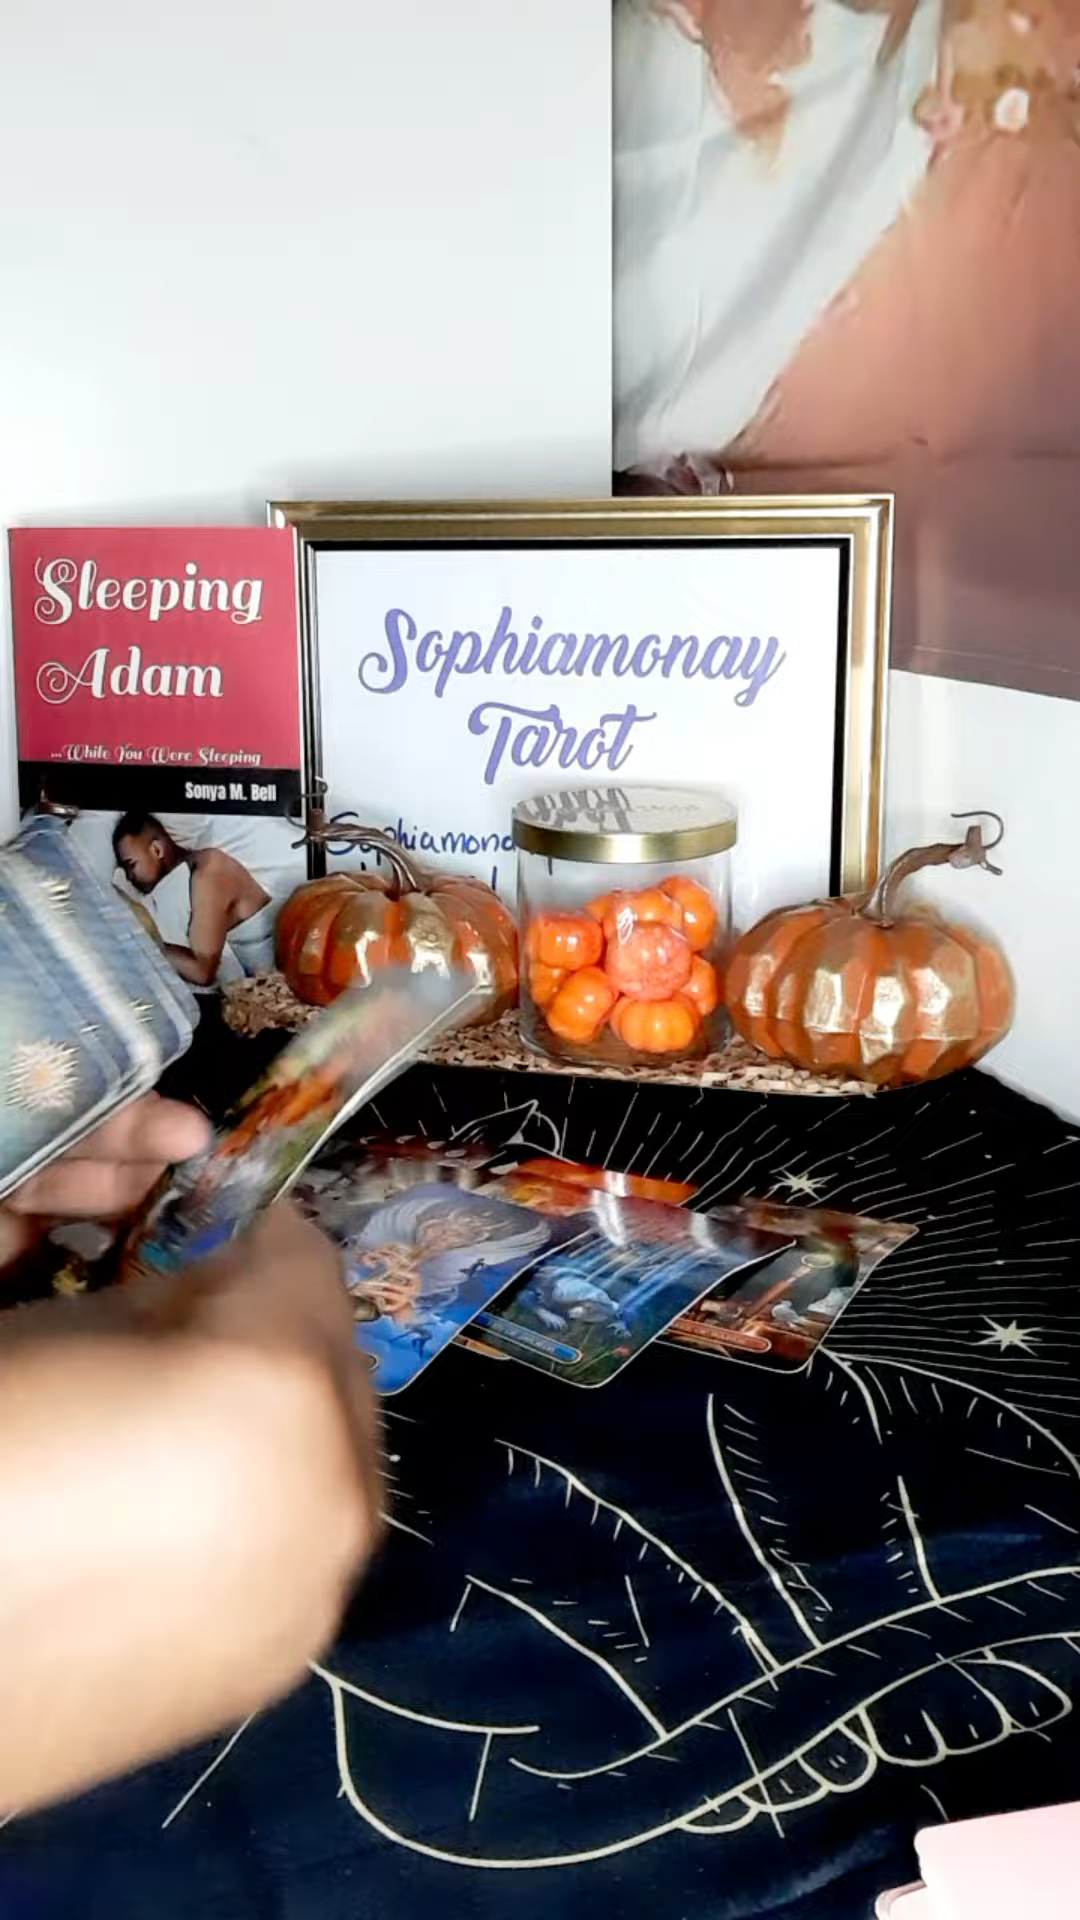 Sleeping
Adam
...While You Were Sleeping
Sonya M. Bell
Sophiamonay
Tarot